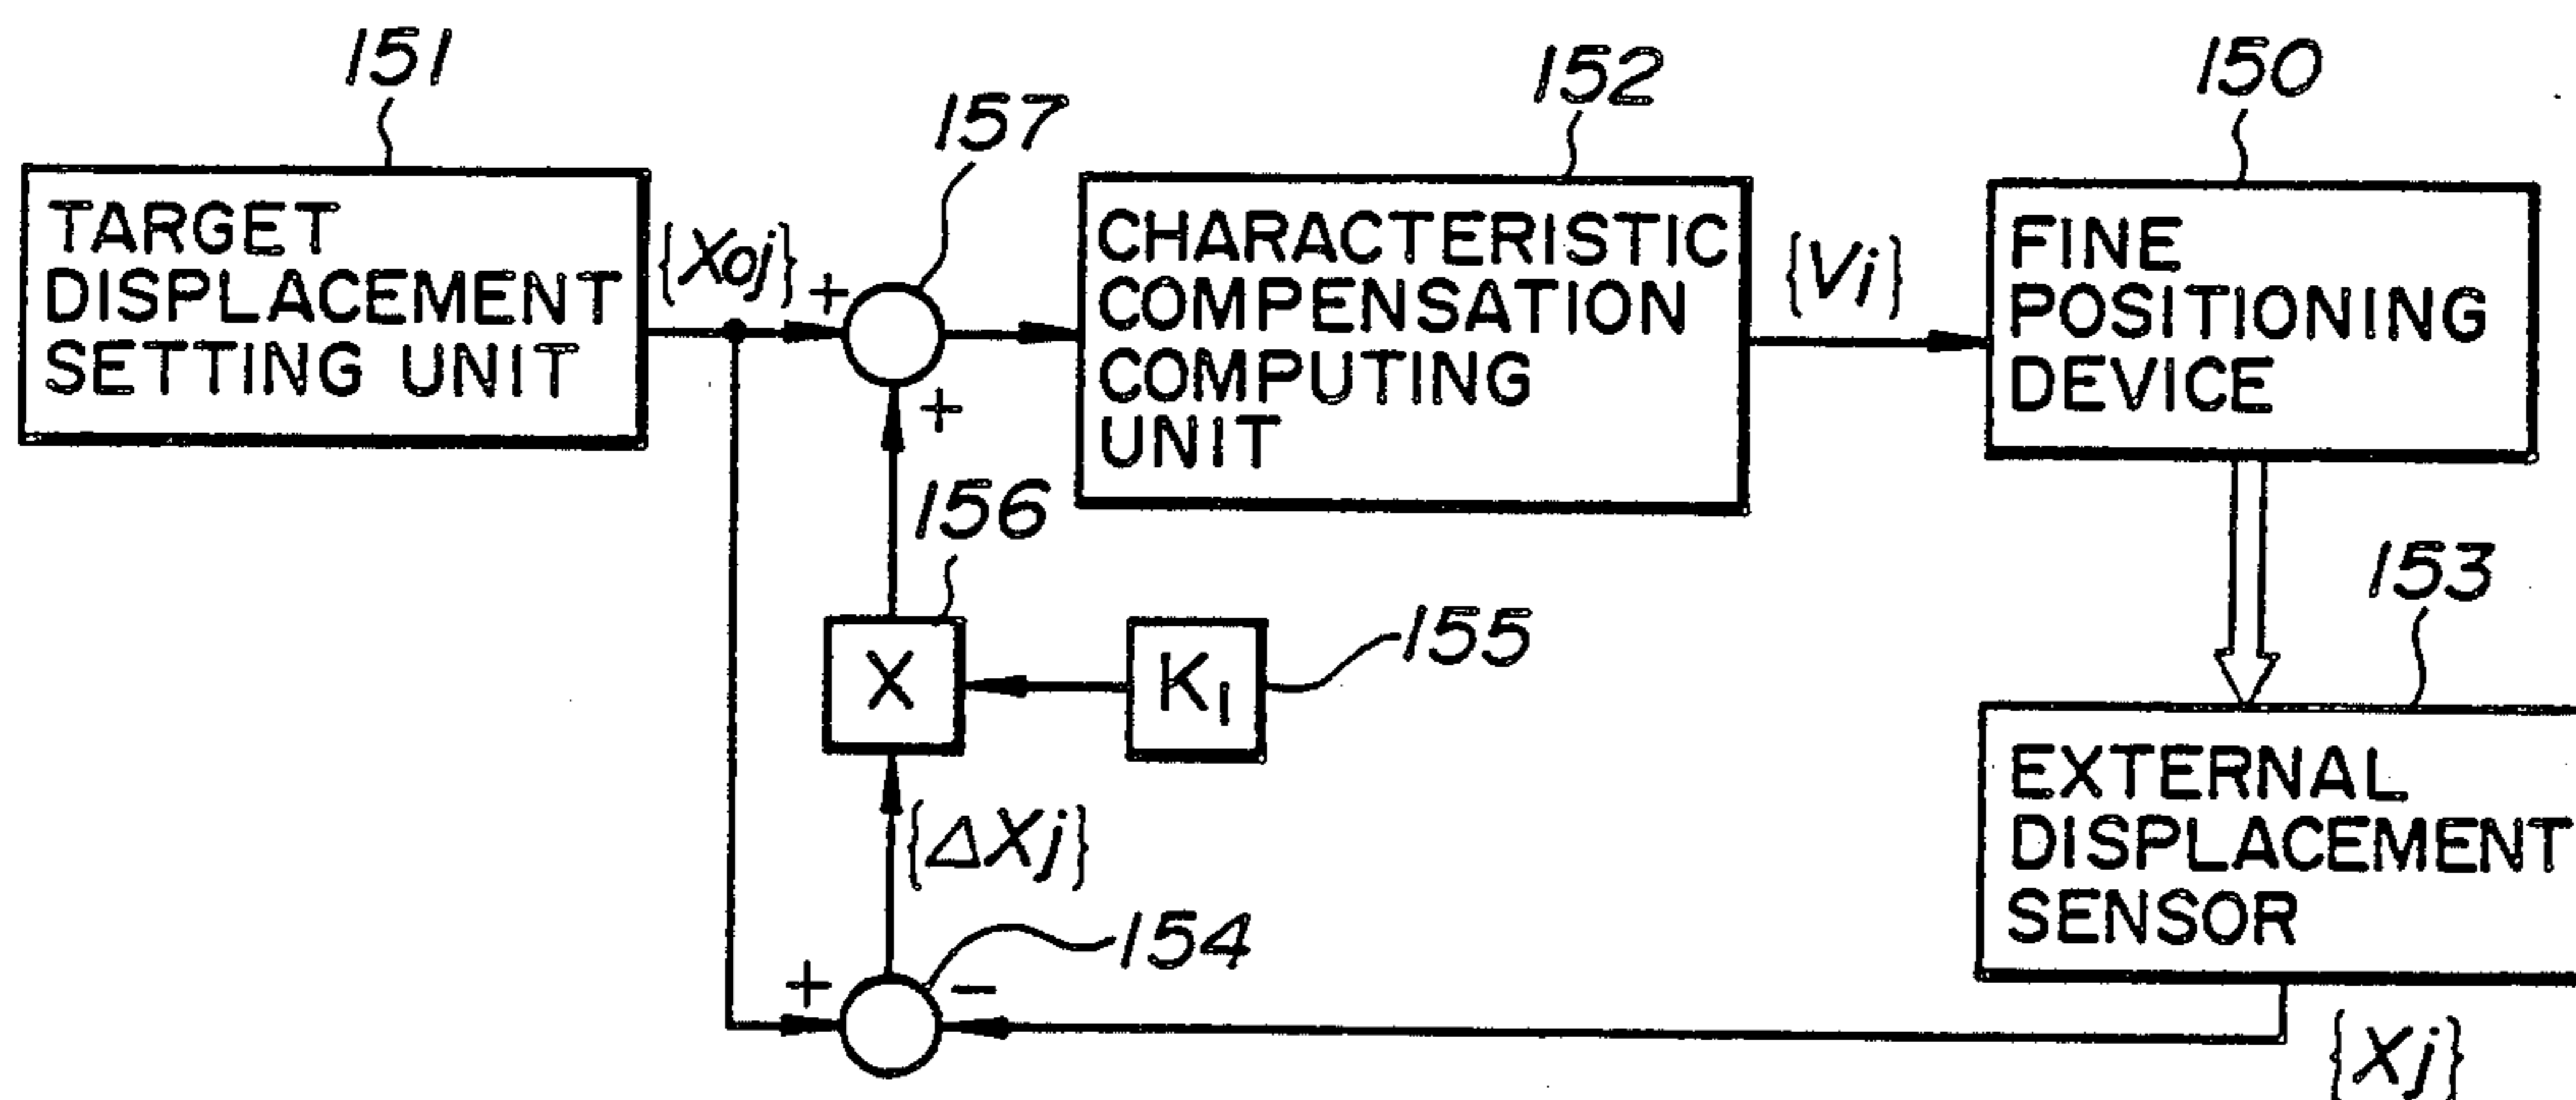 151
157
152
150
TARGET
DISPLACEMENT
SETTING UNIT
{Xoj}
+
+
CHARACTERISTIC
COMPENSATION
COMPUTING
UNIT
{Vi}
FINE
POSITIONING
DEVICE
156
X
K1
155
153
EXTERNAL
DISPLACEMENT
SENSOR
{ΔXj}
154
+
−
{Xj}